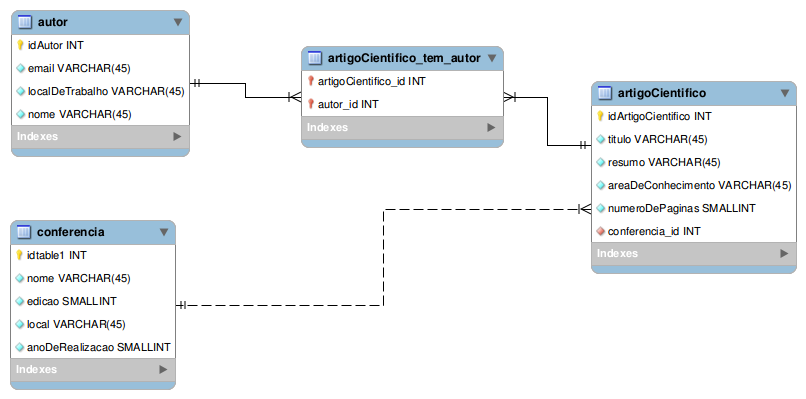 autor
idAutor INT
email VARCHAR(45)
localDeTrabalho VARCHAR(45)
nome VARCHAR(45)
Indexes
artigoCientifico_tem_autor
artigoCientifico_id INT
autor_id INT
Indexes
artigoCientifico
idArtigoCientifico INT
titulo VARCHAR(45)
resumo VARCHAR(45)
areaDeConhecimento VARCHAR(45)
numeroDePaginas SMALLINT
conferencia_id INT
Indexes
conferencia
idtable1 INT
nome VARCHAR(45)
edicao SMALLINT
local VARCHAR(45)
anoDeRealizacao SMALLINT
Indexes